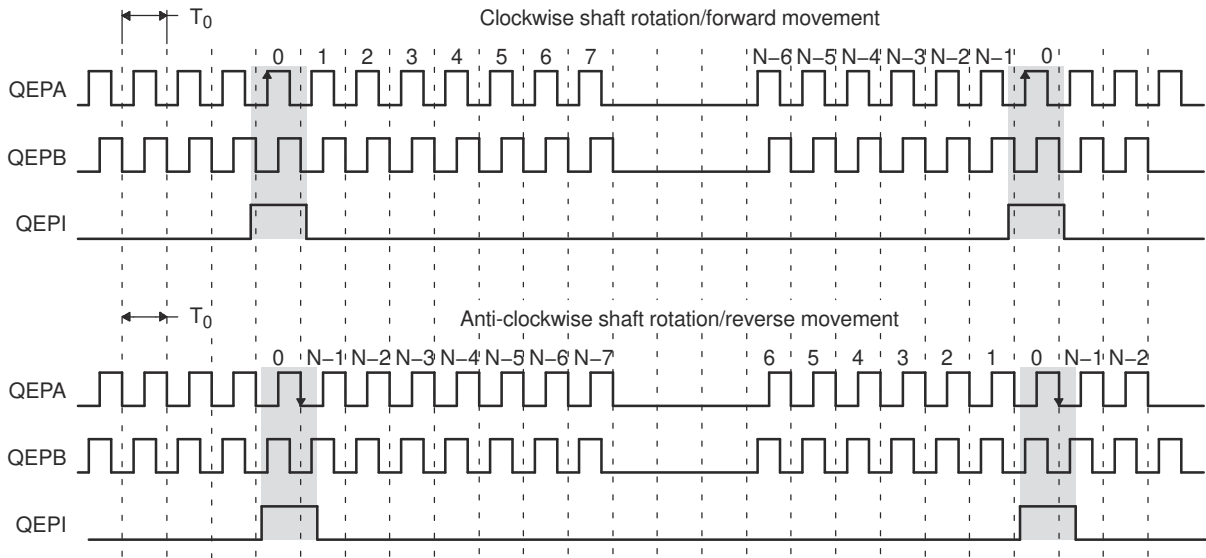 T0
Clockwise shaft rotation/forward movement
0 1 2 3 4 5 6 7 N−6 N−5 N−4 N−3 N−2 N−1 0
QEPA
QEPB
QEPI
T0
Anti-clockwise shaft rotation/reverse movement
0 N−1 N−2 N−3 N−4 N−5 N−6 N−7 6 5 4 3 2 1 0 N−1 N−2
QEPA
QEPB
QEPI